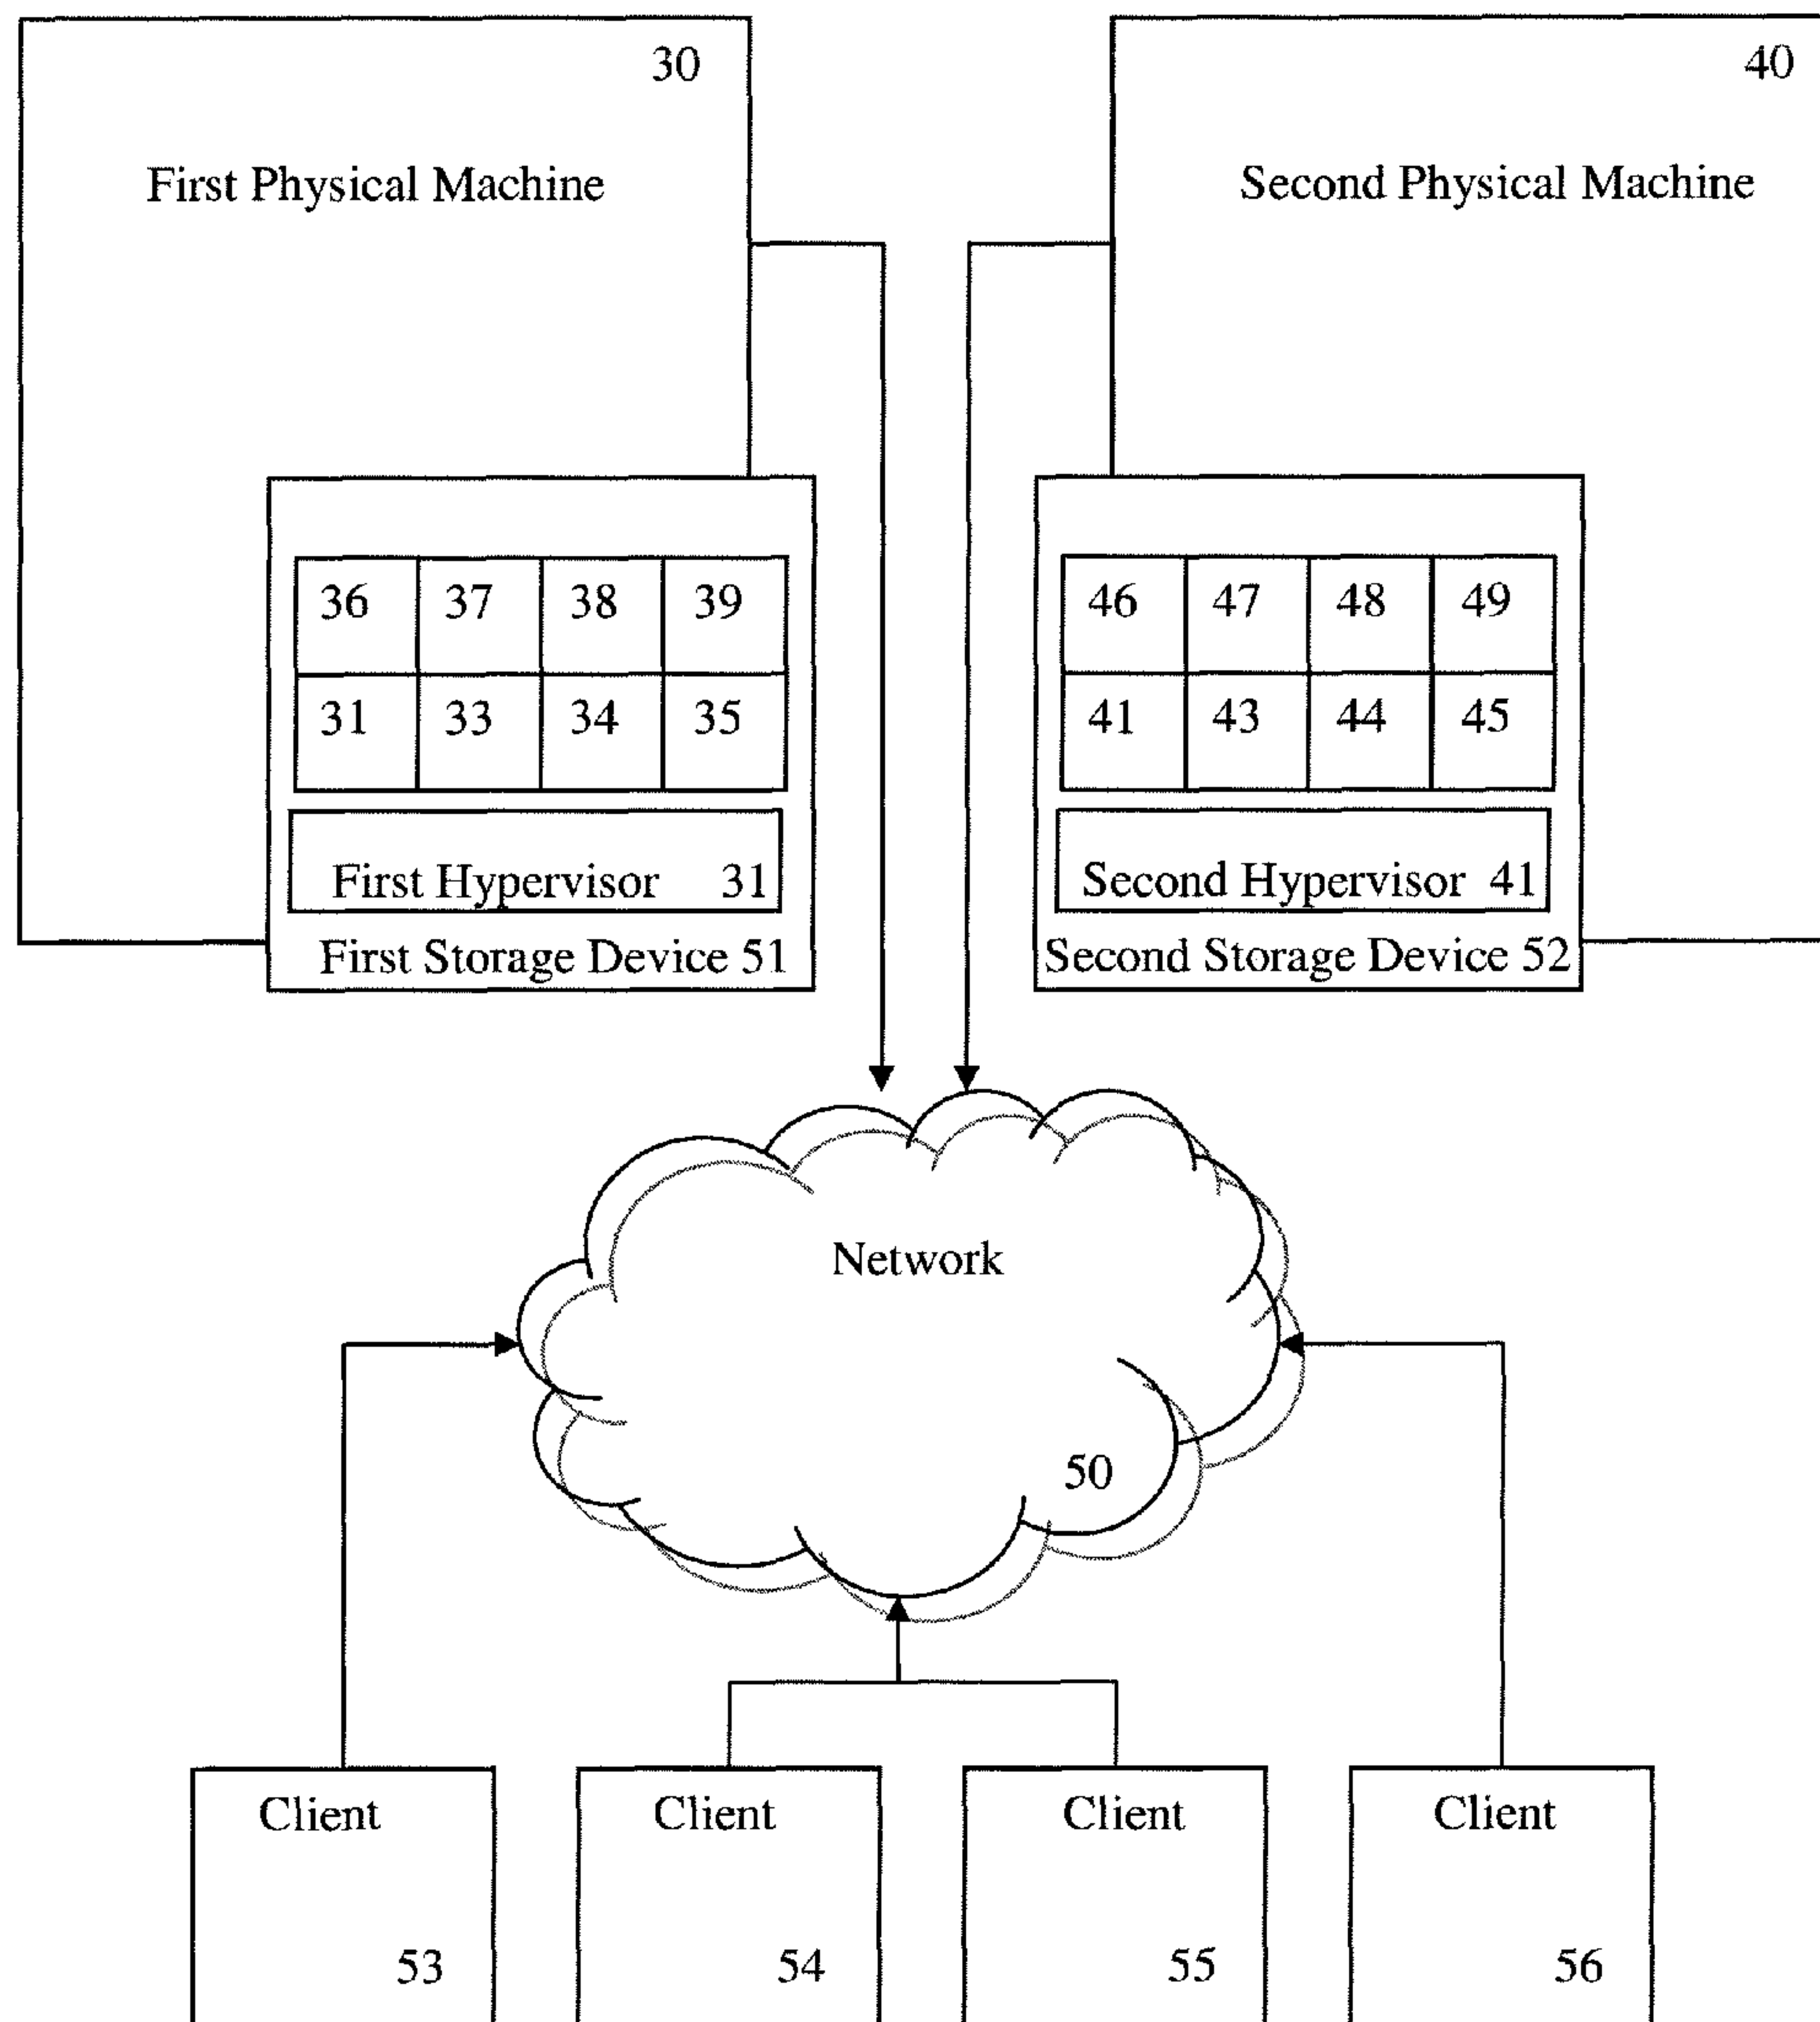 30
First Physical Machine
36 37 38 39
31 33 34 35
First Hypervisor 31
First Storage Device 51
40
Second Physical Machine
46 47 48 49
41 43 44 45
Second Hypervisor 41
Second Storage Device 52
Network
50
Client
53
Client
54
Client
55
Client
56